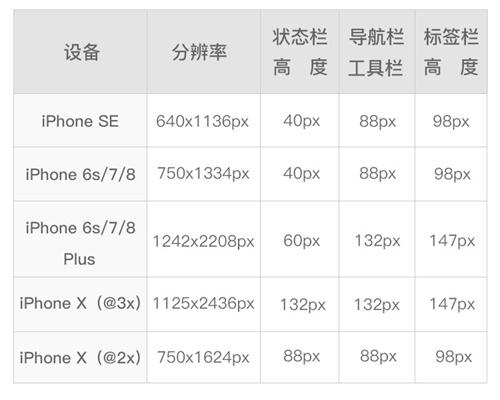 设备 分辨率 状态栏 高 度 导航栏 工具栏 标签栏 高 度
iPhone SE 640x1136px 40px 88px 98px
iPhone 6s/7/8 750x1334px 40px 88px 98px
iPhone 6s/7/8 Plus 1242x2208px 60px 132px 147px
iPhone X（@3x） 1125x2436px 132px 132px 147px
iPhone X（@2x） 750x1624px 88px 88px 98px